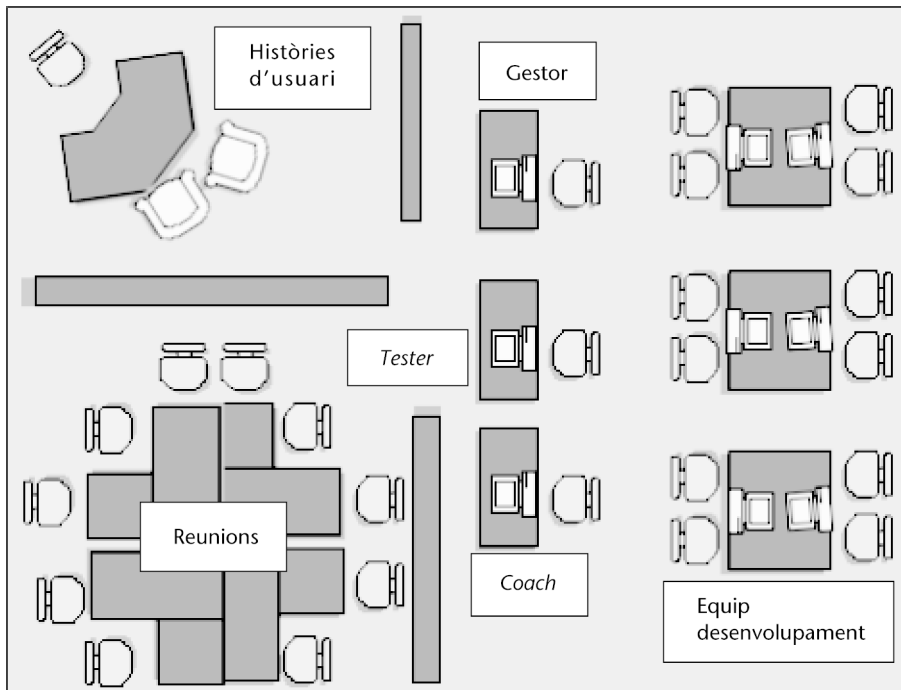 Històries
d’usuari
Gestor
Tester
Reunions
Coach
Equip
desenvolupament